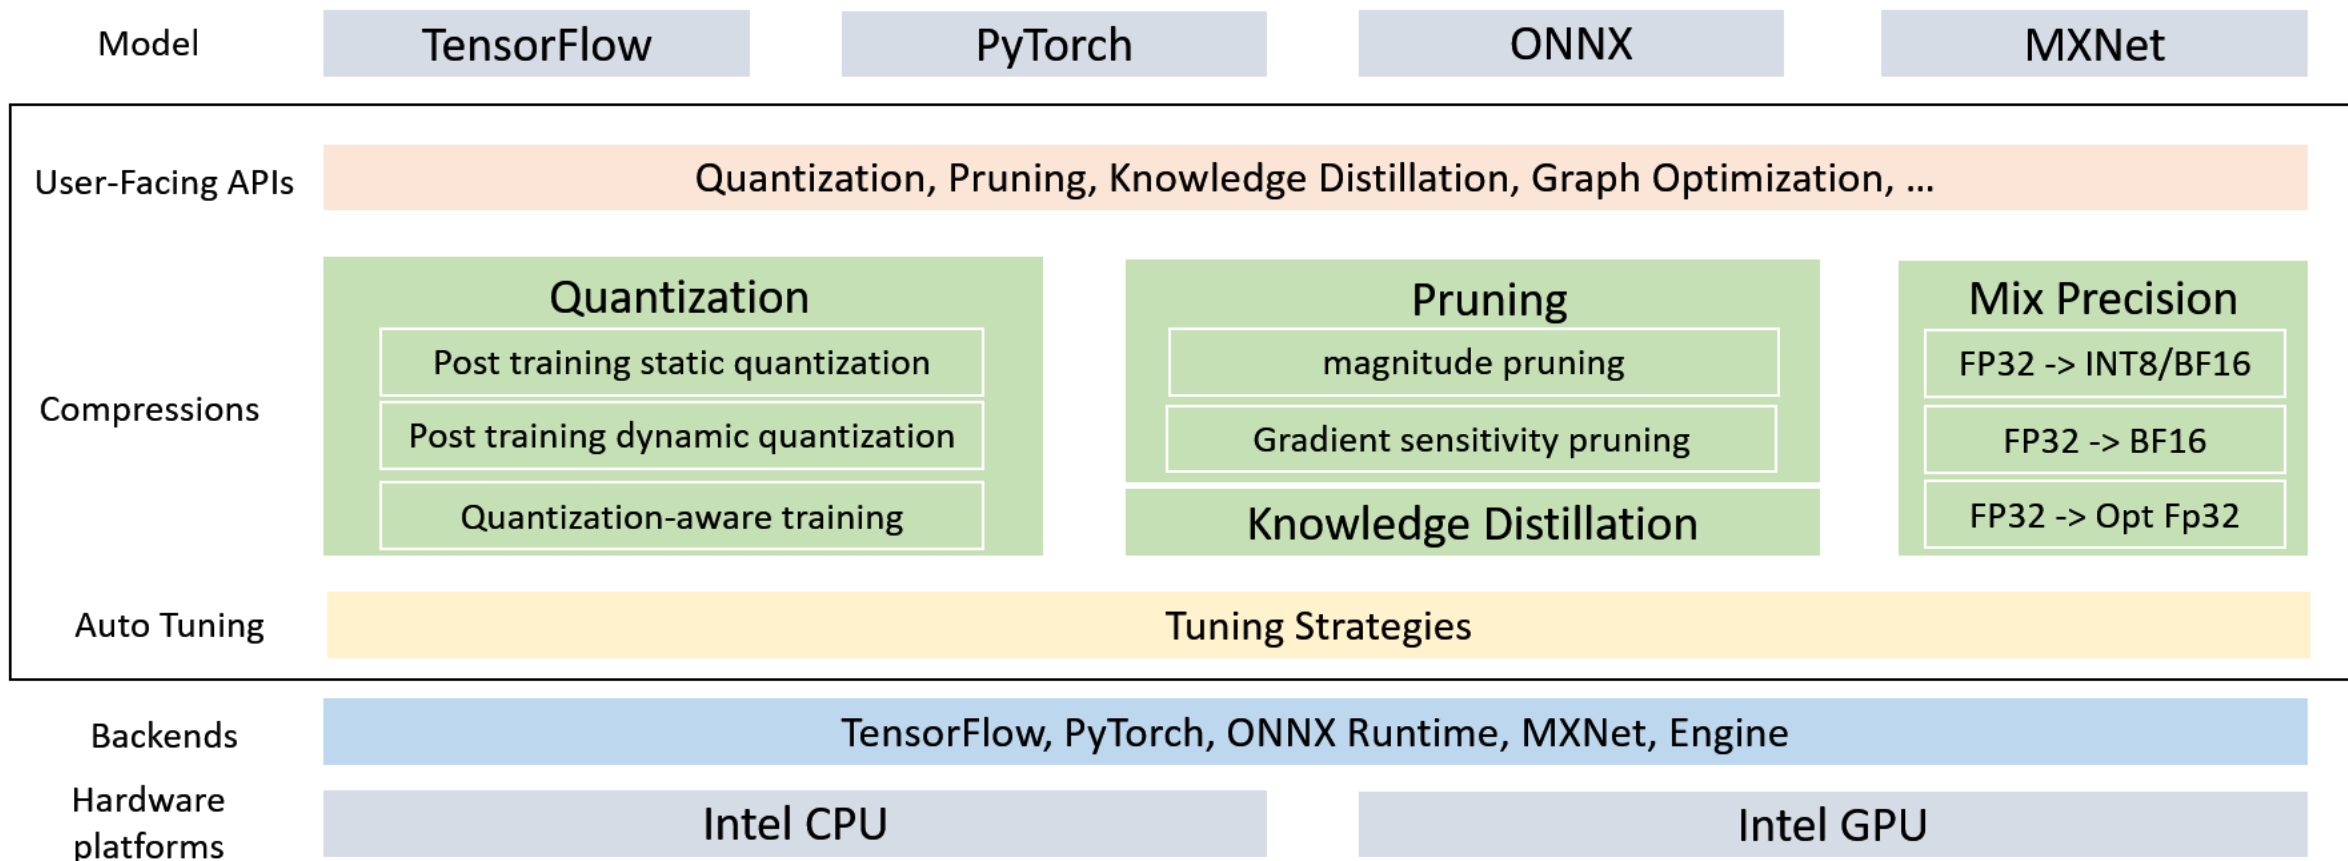 Model
TensorFlow
PyTorch
ONNX
MXNet
User-Facing APIs
Quantization, Pruning, Knowledge Distillation, Graph Optimization, ...
Compressions
Quantization
Post training static quantization
Post training dynamic quantization
Quantization-aware training
Pruning
magnitude pruning
Gradient sensitivity pruning
Knowledge Distillation
Mix Precision
FP32 -> INT8/BF16
FP32 -> BF16
FP32 -> Opt Fp32
Auto Tuning
Tuning Strategies
Backends
TensorFlow, PyTorch, ONNX Runtime, MXNet, Engine
Hardware
platforms
Intel CPU
Intel GPU